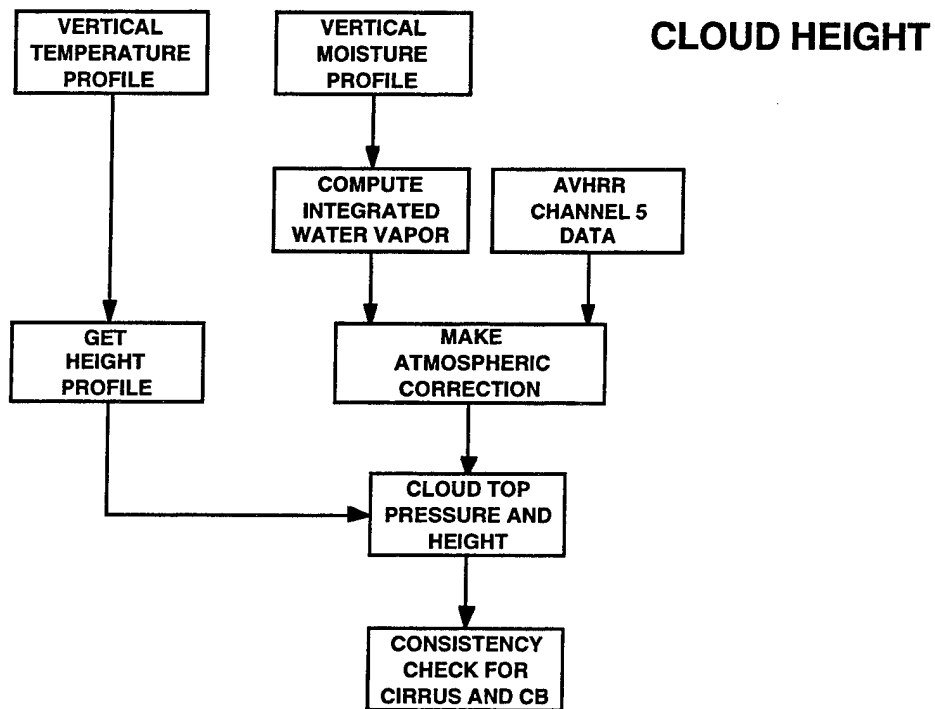 CLOUD HEIGHT
VERTICAL
TEMPERATURE
PROFILE
VERTICAL
MOISTURE
PROFILE
COMPUTE
INTEGRATED
WATER VAPOR
AVHRR
CHANNEL 5
DATA
GET
HEIGHT
PROFILE
MAKE
ATMOSPHERIC
CORRECTION
CLOUD TOP
PRESSURE AND
HEIGHT
CONSISTENCY
CHECK FOR
CIRRUS AND CB